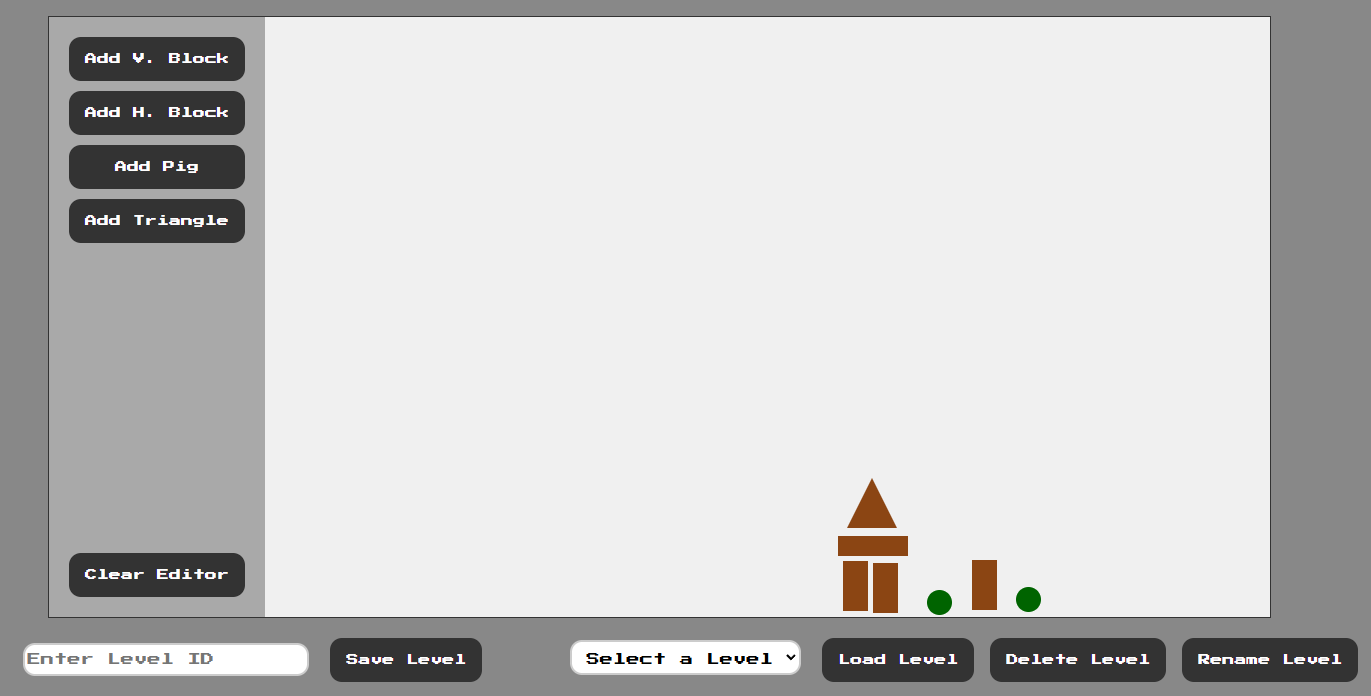 Add V. Block
Add H. Block
Add Pig
Add Triangle
Clear Editor
Enter Level ID
Save Level
Select a Level
Load Level
Delete Level
Rename Level